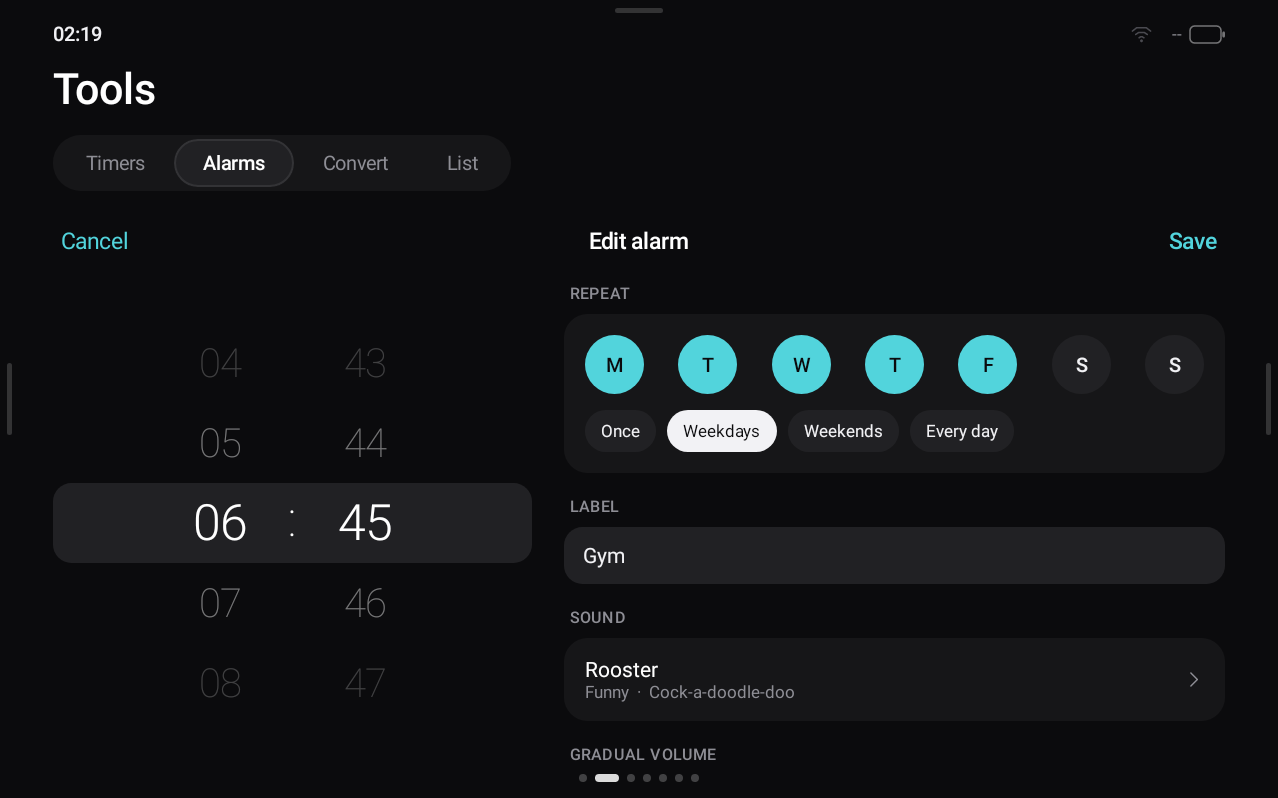 02:19
--
Tools
Timers Alarms Convert List
Cancel
Edit alarm
Save
04 43
05 44
06 : 45
07 46
08 47
REPEAT
M T W T F S S
Once Weekdays Weekends Every day
LABEL
Gym
SOUND
Rooster
Funny · Cock-a-doodle-doo
GRADUAL VOLUME